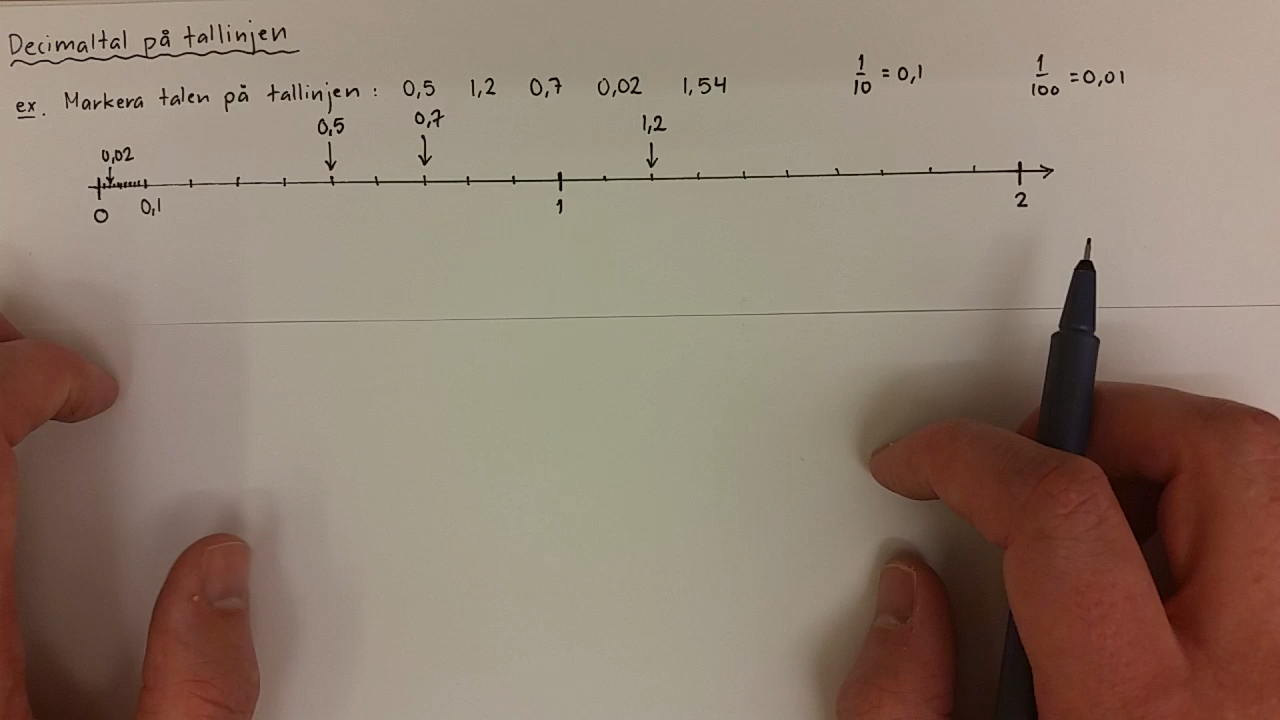 Decimaltal på tallinjen
ex. Markera talen på tallinjen : 0,5 1,2 0,7 0,02 1,54
1/10 = 0,1
1/100 = 0,01
0,02 0,5 0,7 1,2
0 0,1 1 2